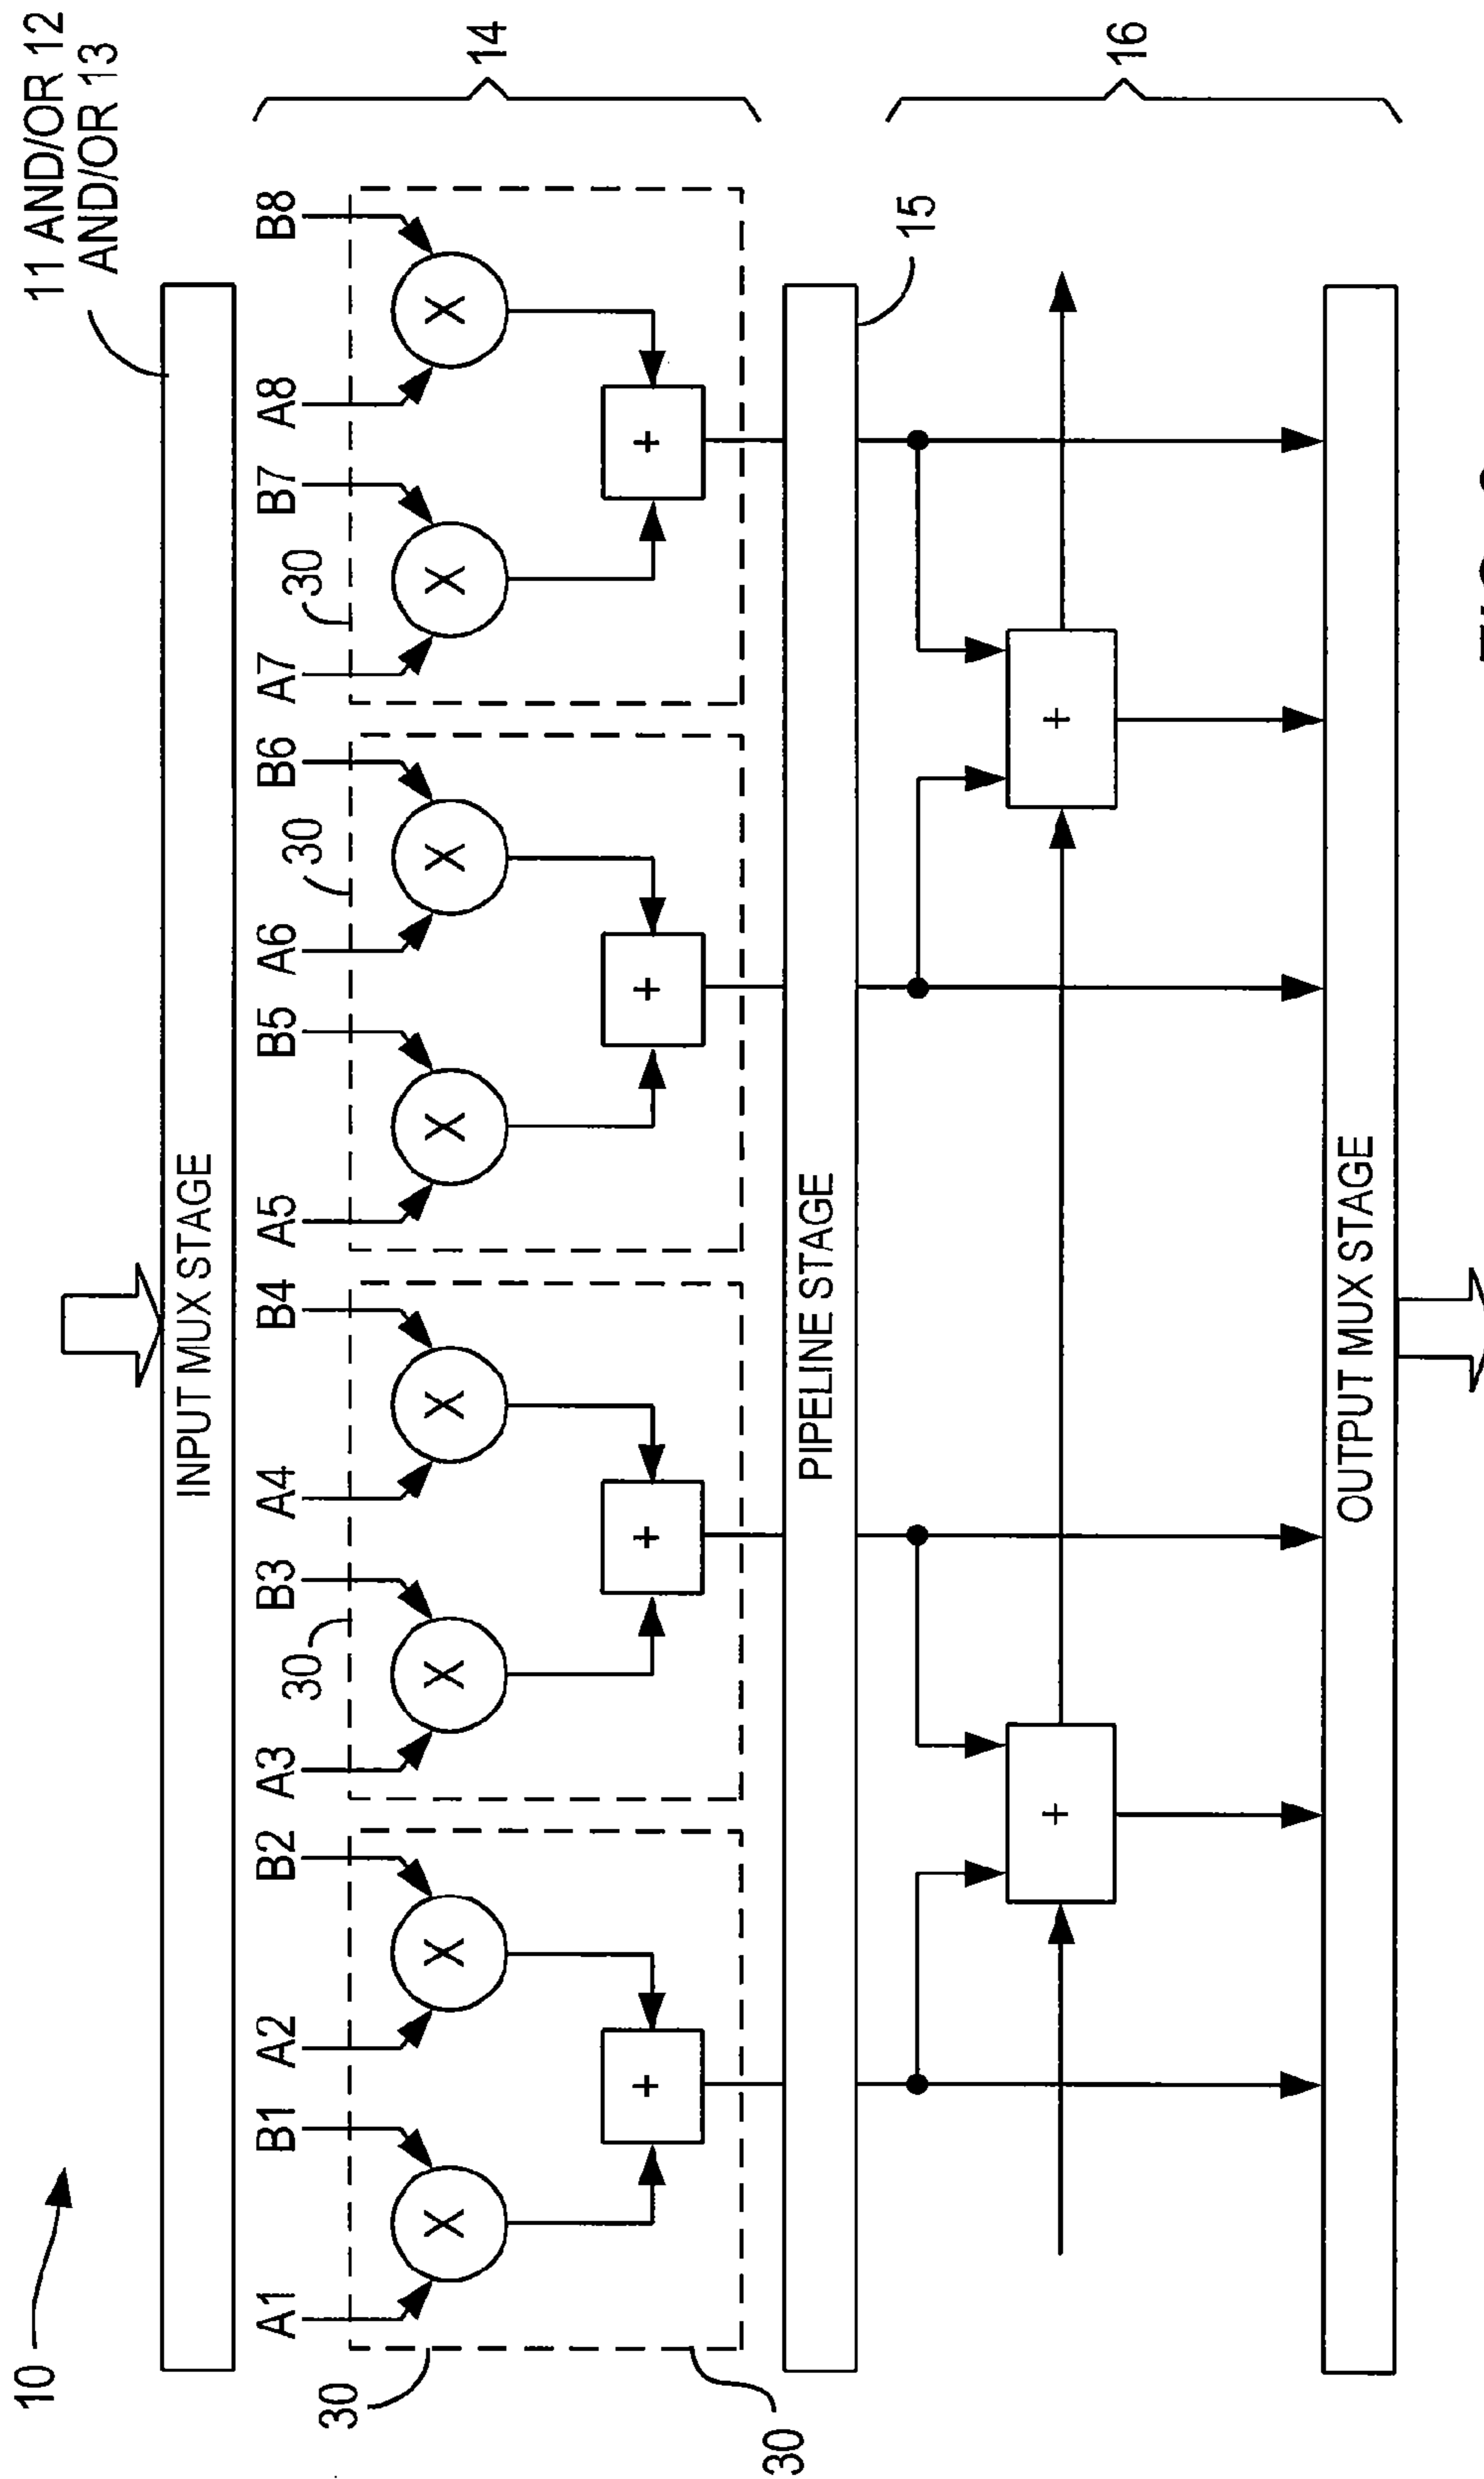 10
11 AND/OR 12
AND/OR 13
INPUT MUX STAGE
A1 B1 A2 B2 A3 B3 A4 B4 A5 B5 A6 B6 A7 B7 A8 B8
30
30
30
30
X X X X X X X X
14
+ + + +
30
PIPELINE STAGE
15
+ +
16
OUTPUT MUX STAGE